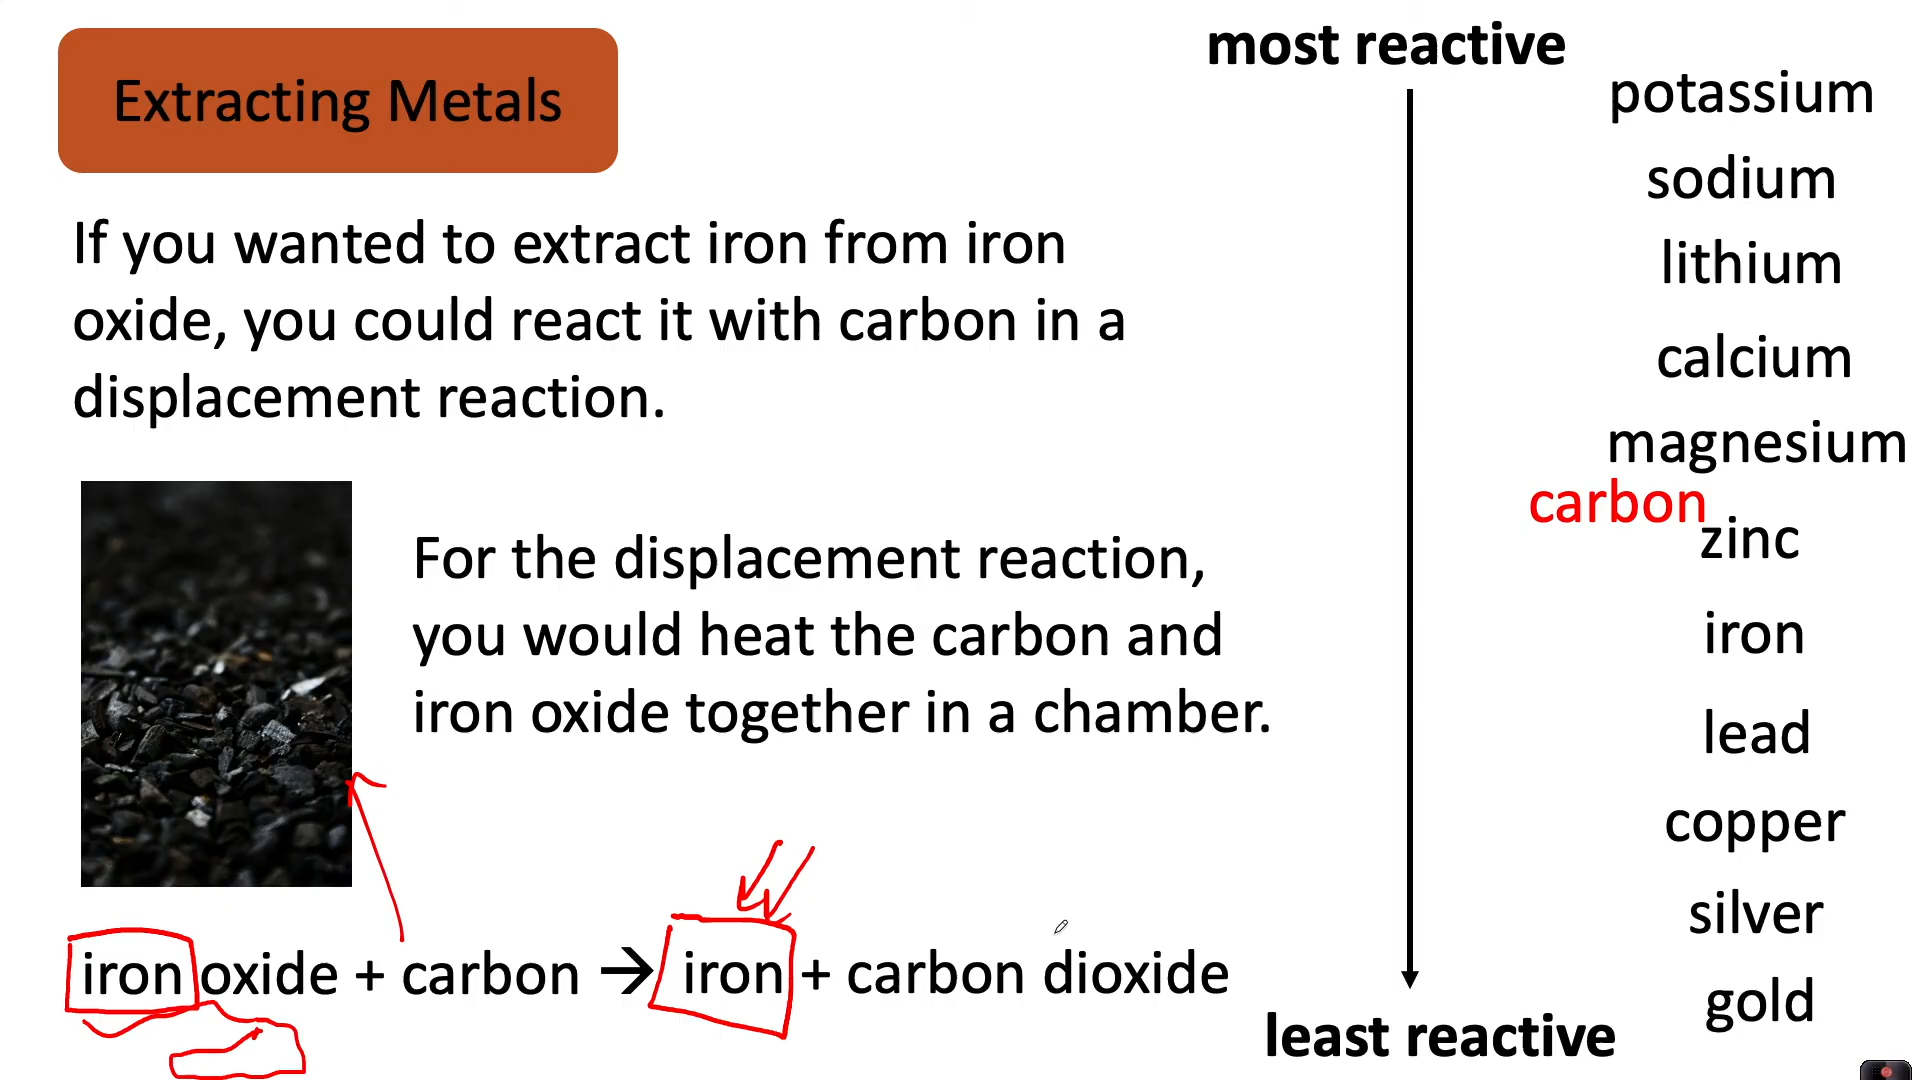 Extracting Metals
If you wanted to extract iron from iron
oxide, you could react it with carbon in a
displacement reaction.
For the displacement reaction,
you would heat the carbon and
iron oxide together in a chamber.
iron oxide + carbon → iron + carbon dioxide
most reactive
potassium
sodium
lithium
calcium
magnesium
carbon
zinc
iron
lead
copper
silver
gold
least reactive